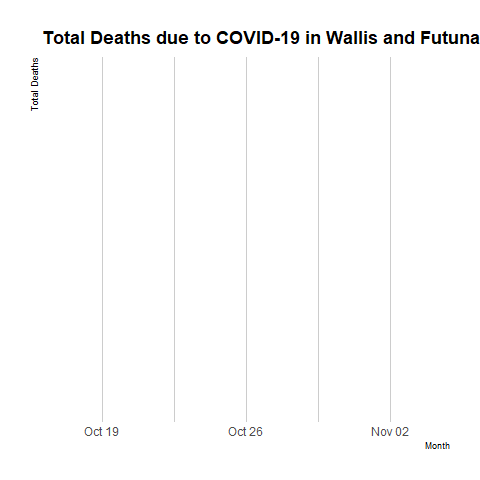 Total Deaths due to COVID-19 in Wallis and Futuna
Total Deaths
Oct 19
Oct 26
Nov 02
Month